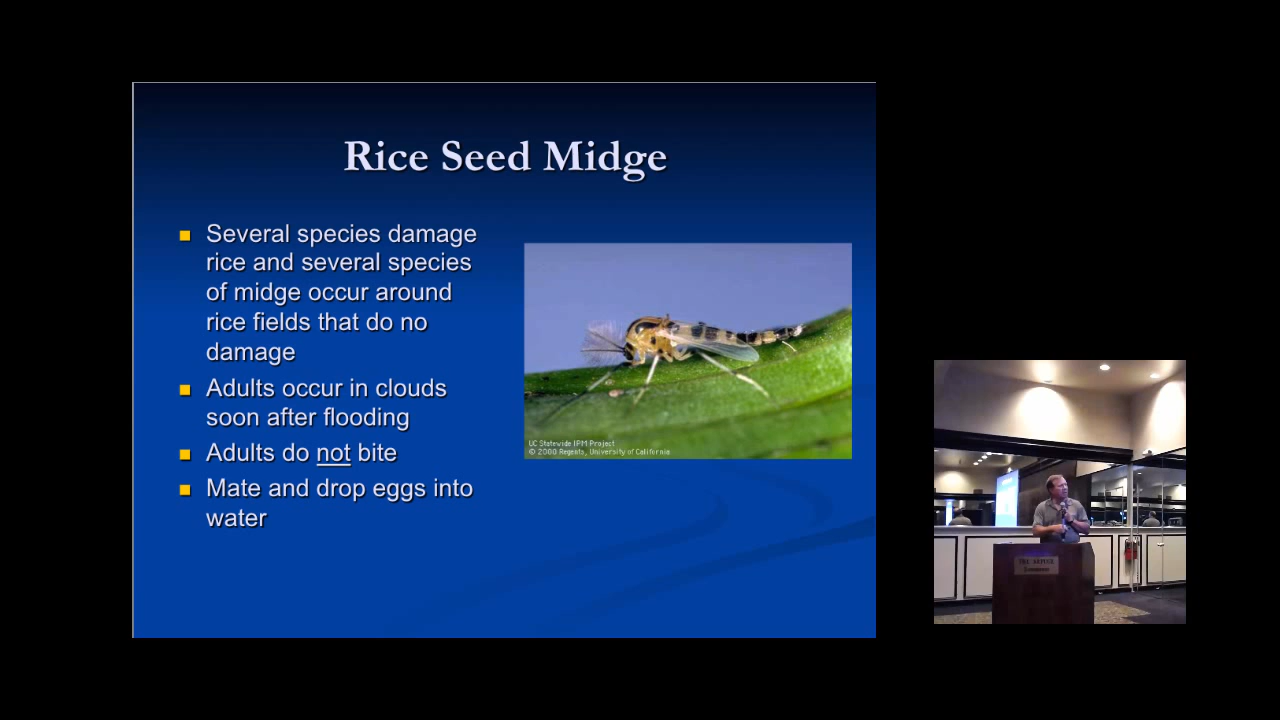 Rice Seed Midge
Several species damage
rice and several species
of midge occur around
rice fields that do no
damage
Adults occur in clouds
soon after flooding
Adults do not bite
Mate and drop eggs into
water
UC Statewide IPM Project
© 2000 Regents, University of California